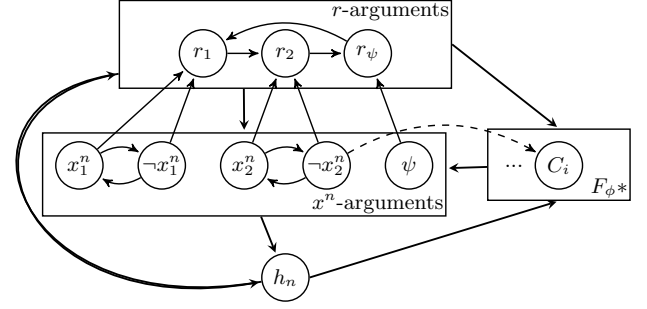 r-arguments
r₁ r₂ r_ψ
x₁ⁿ ¬x₁ⁿ x₂ⁿ ¬x₂ⁿ ψ ... Cᵢ
xⁿ-arguments F_ϕ*
hₙ